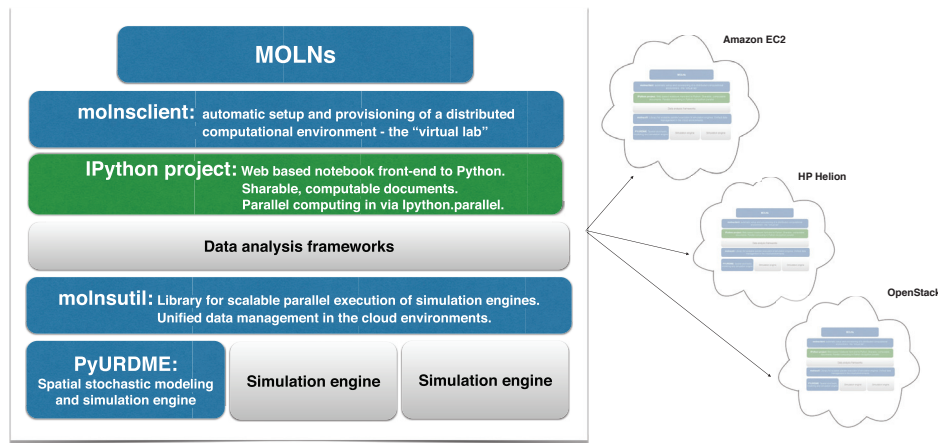 MOLNs
molnsclient: automatic setup and provisioning of a distributed
computational environment - the “virtual lab”
IPython project: Web based notebook front-end to Python.
Sharable, computable documents.
Parallel computing in via Ipython.parallel.
Data analysis frameworks
molnsutil: Library for scalable parallel execution of simulation engines.
Unified data management in the cloud environments.
PyURDME:
Spatial stochastic modeling
and simulation engine
Simulation engine
Simulation engine
Amazon EC2
HP Helion
OpenStack